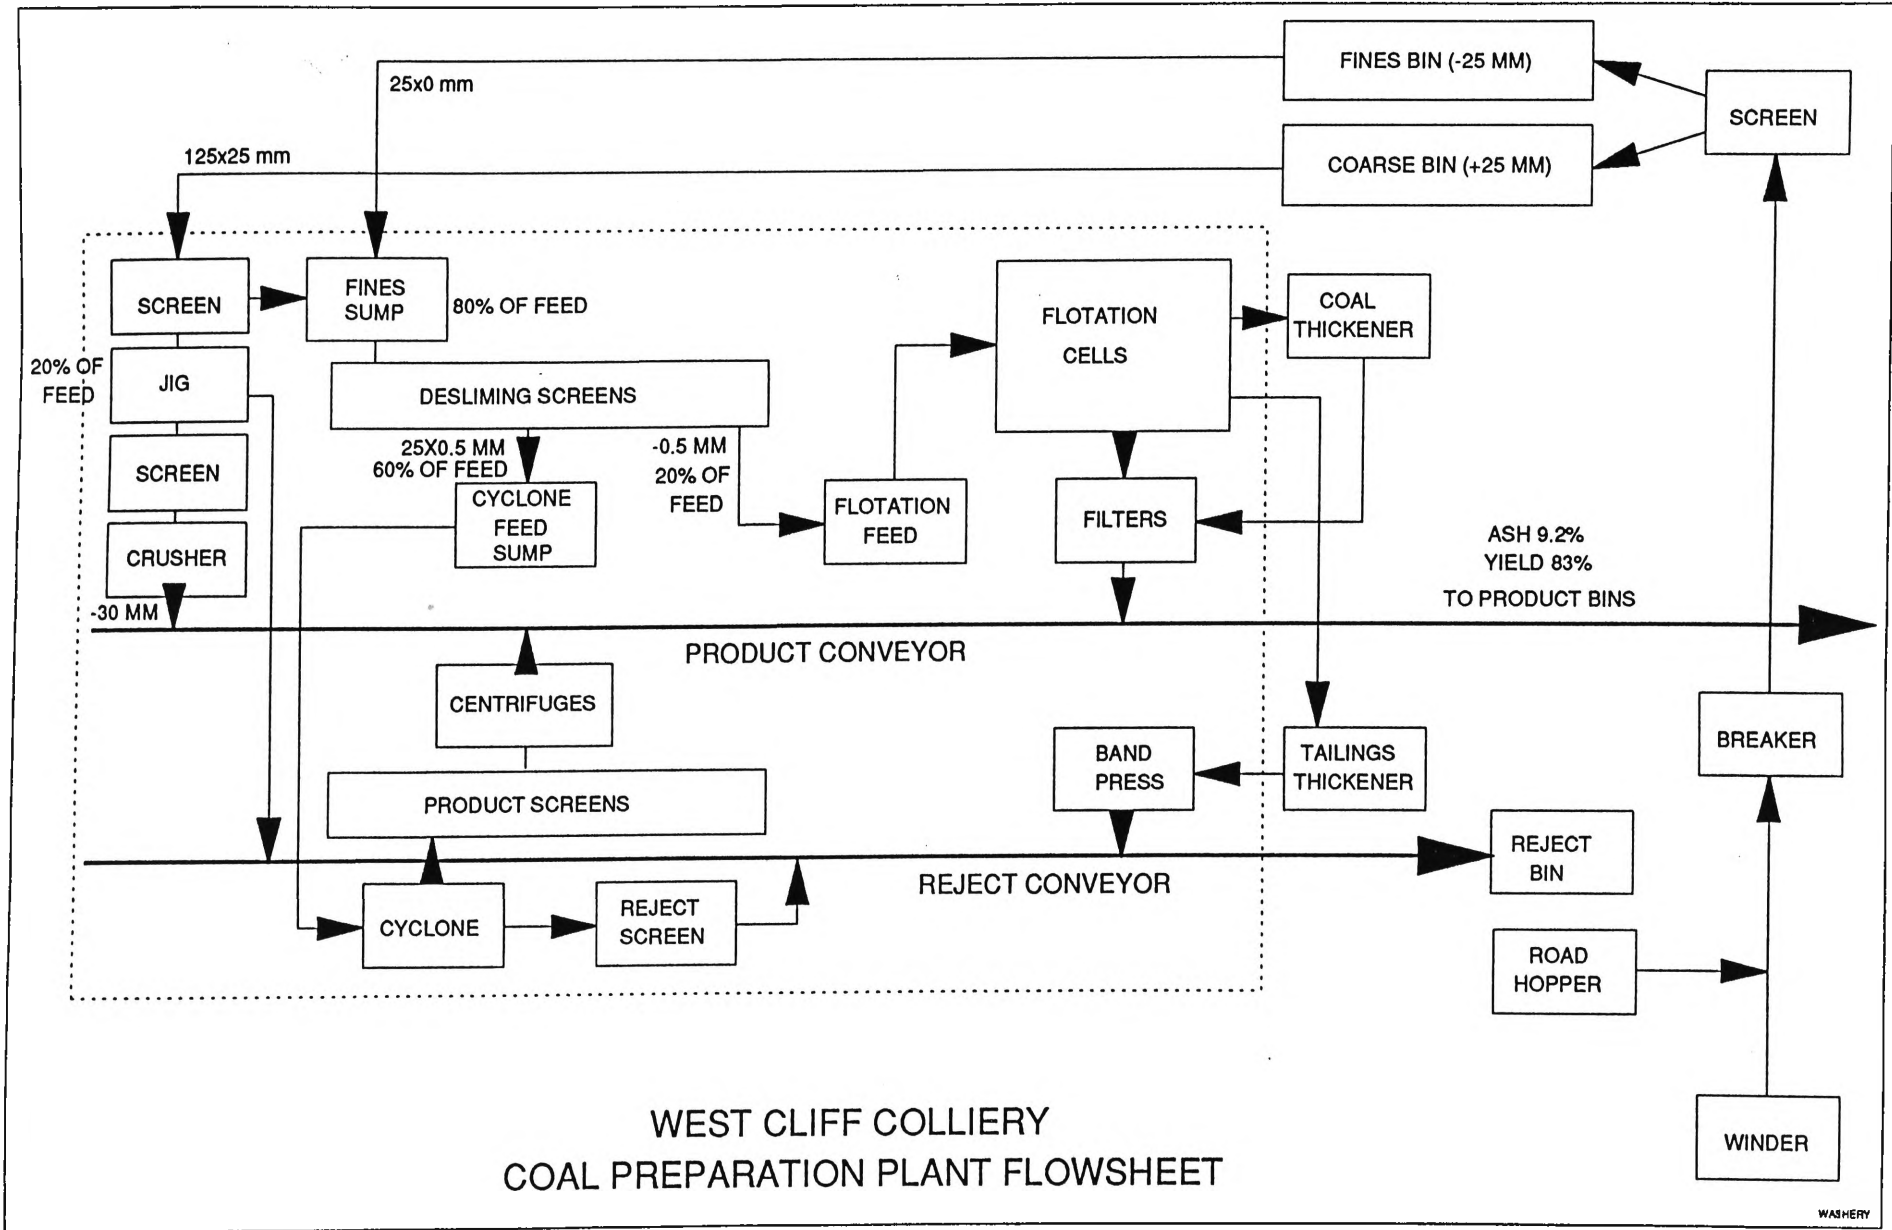 FINES BIN (-25 MM)
25x0 mm
SCREEN
125x25 mm
COARSE BIN (+25 MM)
SCREEN
FINES
SUMP
80% OF FEED
FLOTATION
CELLS
COAL
THICKENER
20% OF
FEED
JIG
DESLIMING SCREENS
25X0.5 MM
60% OF FEED
-0.5 MM
20% OF
FEED
SCREEN
CYCLONE
FEED
SUMP
FLOTATION
FEED
FILTERS
CRUSHER
-30 MM
ASH 9.2%
YIELD 83%
TO PRODUCT BINS
PRODUCT CONVEYOR
CENTRIFUGES
BAND
PRESS
TAILINGS
THICKENER
BREAKER
PRODUCT SCREENS
REJECT CONVEYOR
REJECT
BIN
CYCLONE
REJECT
SCREEN
ROAD
HOPPER
WINDER
WEST CLIFF COLLIERY
COAL PREPARATION PLANT FLOWSHEET
WASHERY